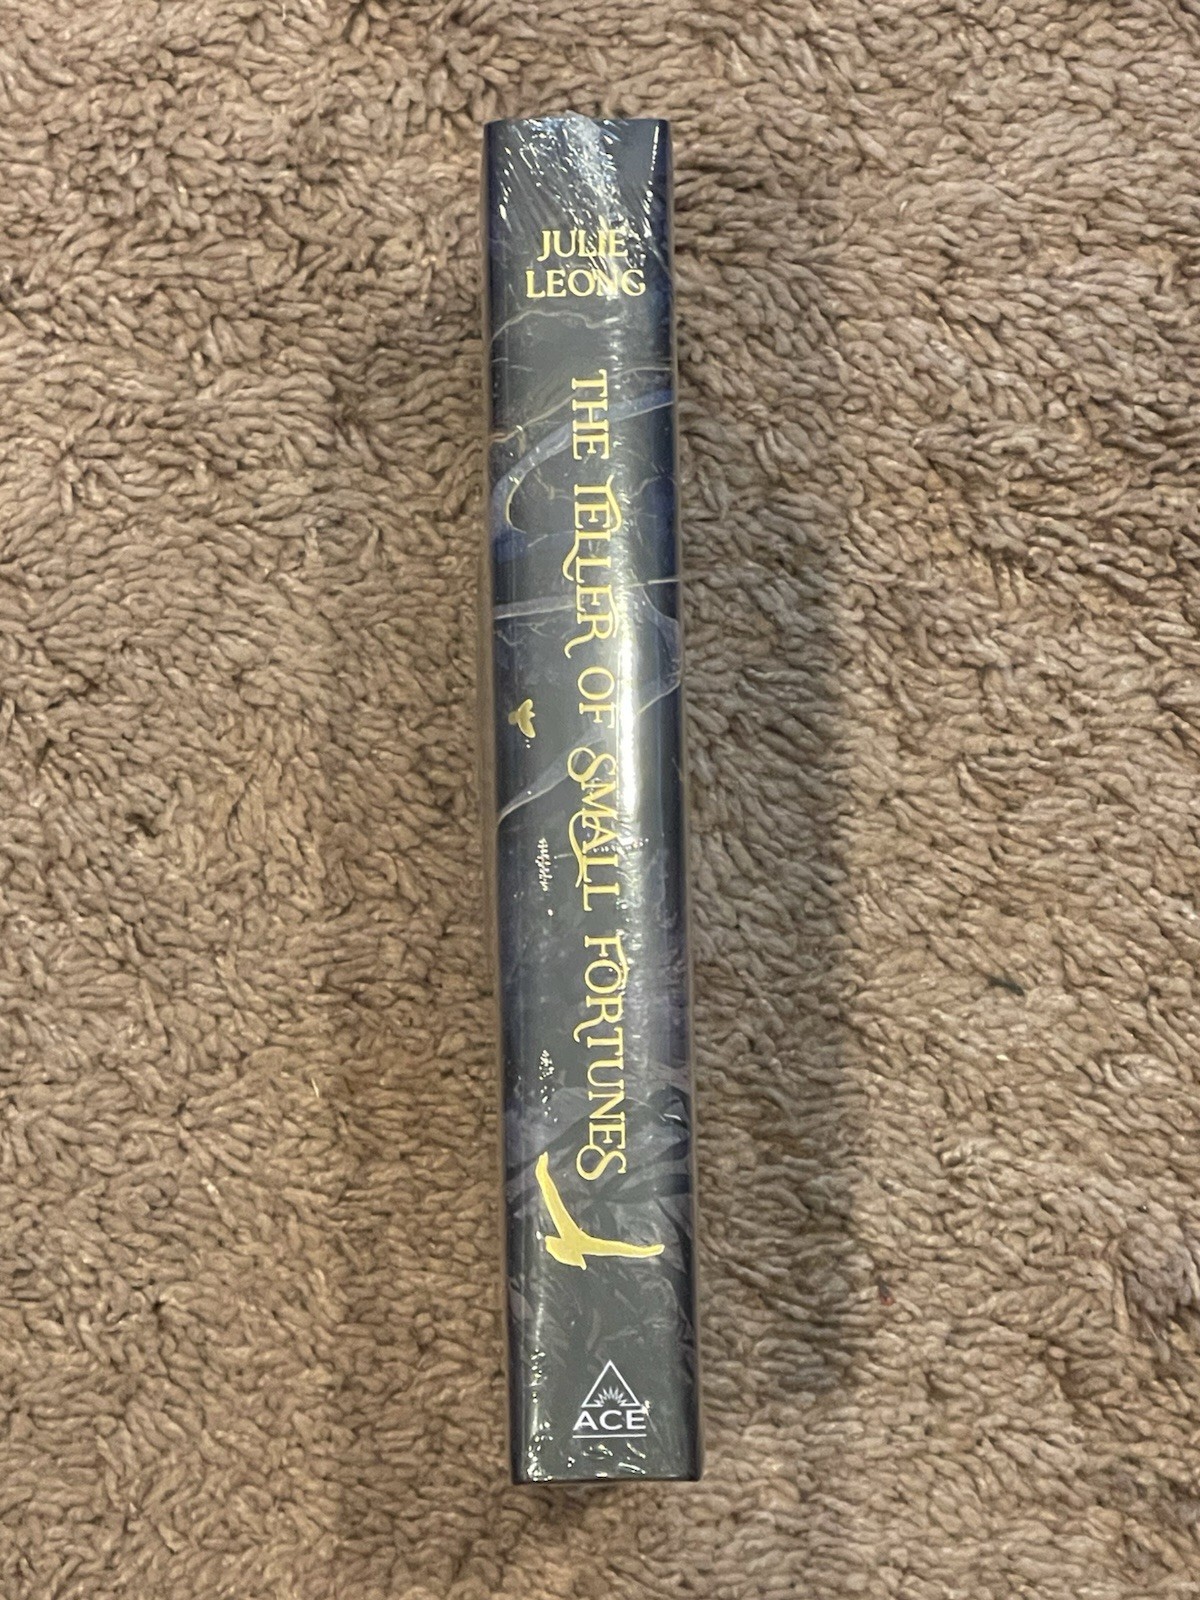 JULIE
LEONG
THE TELLER OF SMALL FORTUNES
ACE